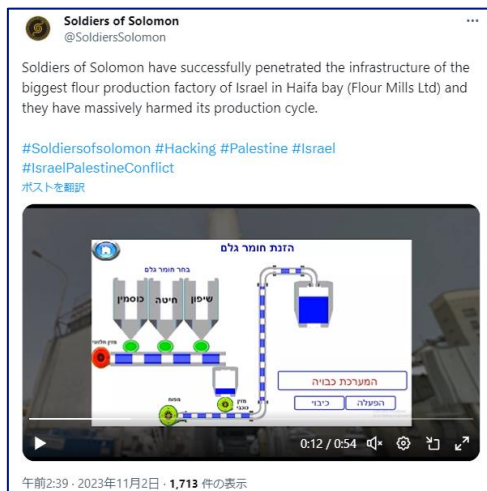 Soldiers of Solomon
@SoldiersSolomon
Soldiers of Solomon have successfully penetrated the infrastructure of the
biggest flour production factory of Israel in Haifa bay (Flour Mills Ltd) and
they have massively harmed its production cycle.
#Soldiersofsolomon #Hacking #Palestine #Israel
#IsraelPalestineConflict
ポストを翻訳
הזנת חומר גלם
בחר חומר גלם
כוסמין חיטה שיפון
מזין
מזין
המערכת כבויה
הפעלה כיבוי
0:12 / 0:54
午前2:39 · 2023年11月2日 · 1,713 件の表示